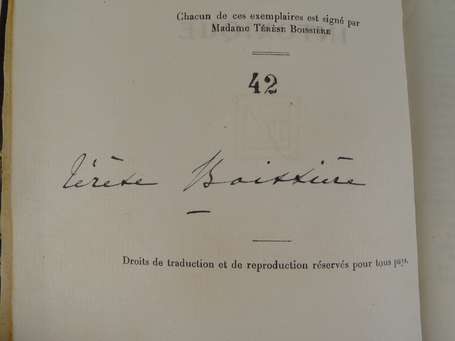 Chacun de ces exemplaires est signé par
Madame Térèse Boissière
42
Térèse Boissière
Droits de traduction et de reproduction réservés pour tous pays.